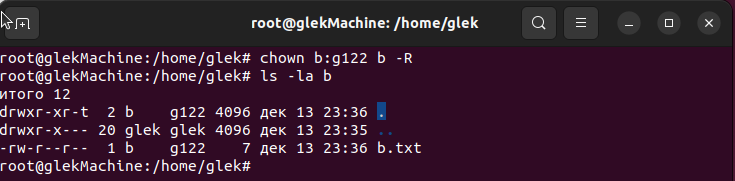 root@glekMachine: /home/glek
root@glekMachine:/home/glek# chown b:g122 b -R
root@glekMachine:/home/glek# ls -la b
итого 12
drwxr-xr-t  2 b    g122 4096 дек 13 23:36 .
drwxr-x--- 20 glek glek 4096 дек 13 23:35 ..
-rw-r--r--  1 b    g122    7 дек 13 23:36 b.txt
root@glekMachine:/home/glek#